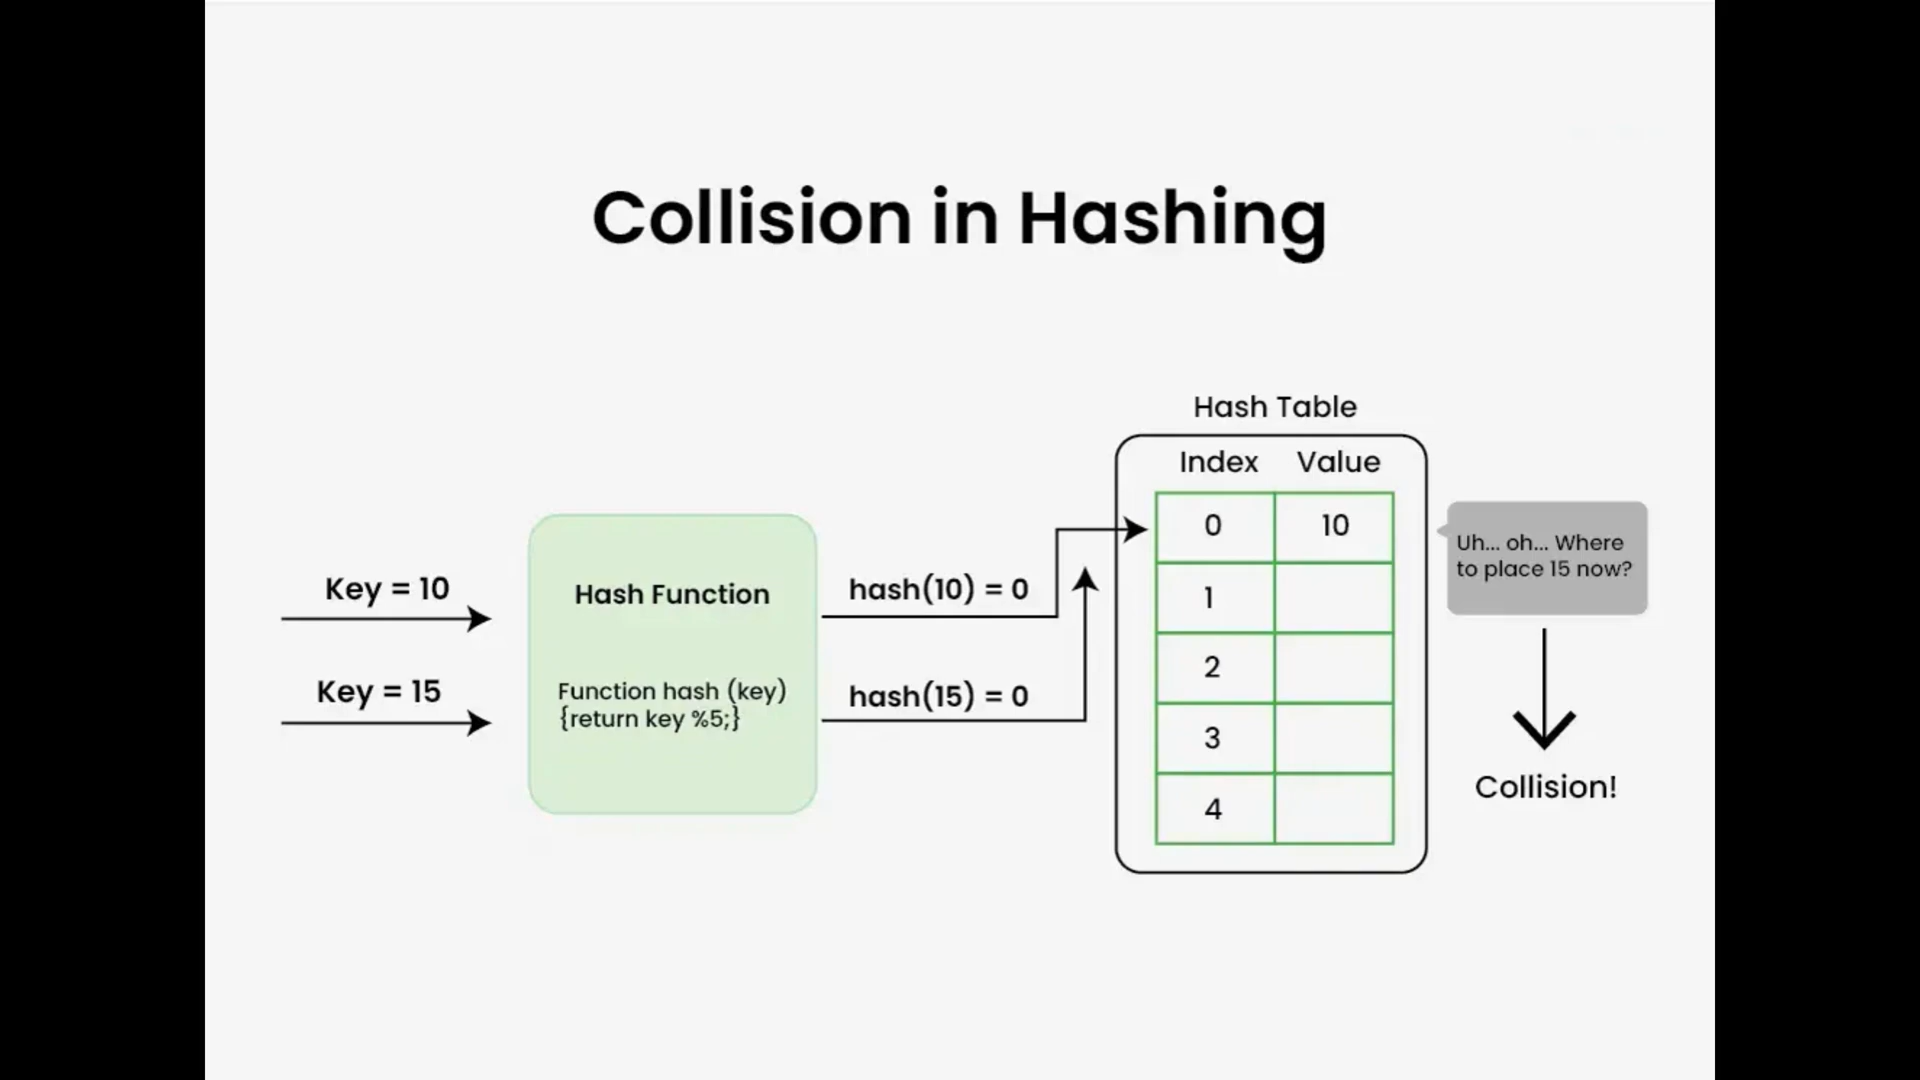 Collision in Hashing
Hash Table
Index Value
Key = 10
Key = 15
Hash Function
Function hash (key)
{return key %5;}
hash(10) = 0
hash(15) = 0
0 10
1
2
3
4
Uh... oh... Where
to place 15 now?
Collision!